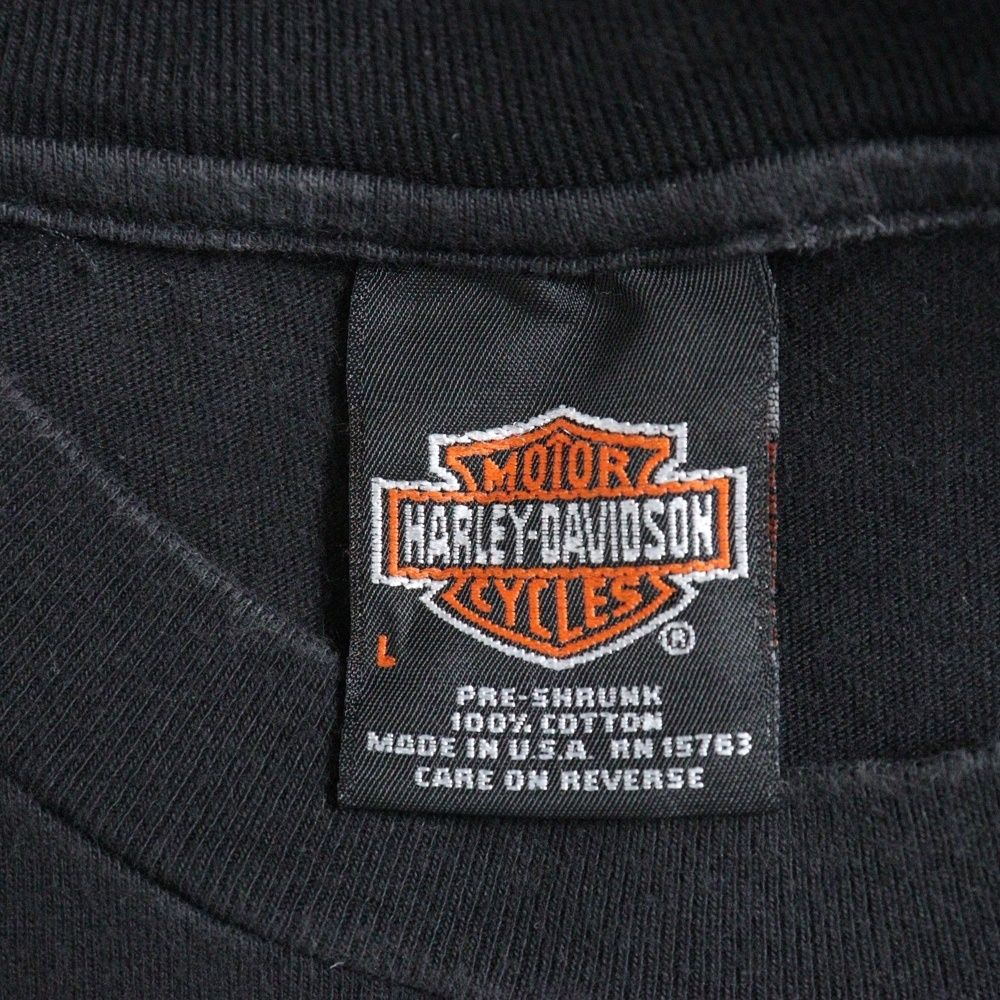 MOTOR
HARLEY-DAVIDSON
CYCLES
®
L
PRE-SHRUNK
100% COTTON
MADE IN U.S.A. RN 15763
CARE ON REVERSE